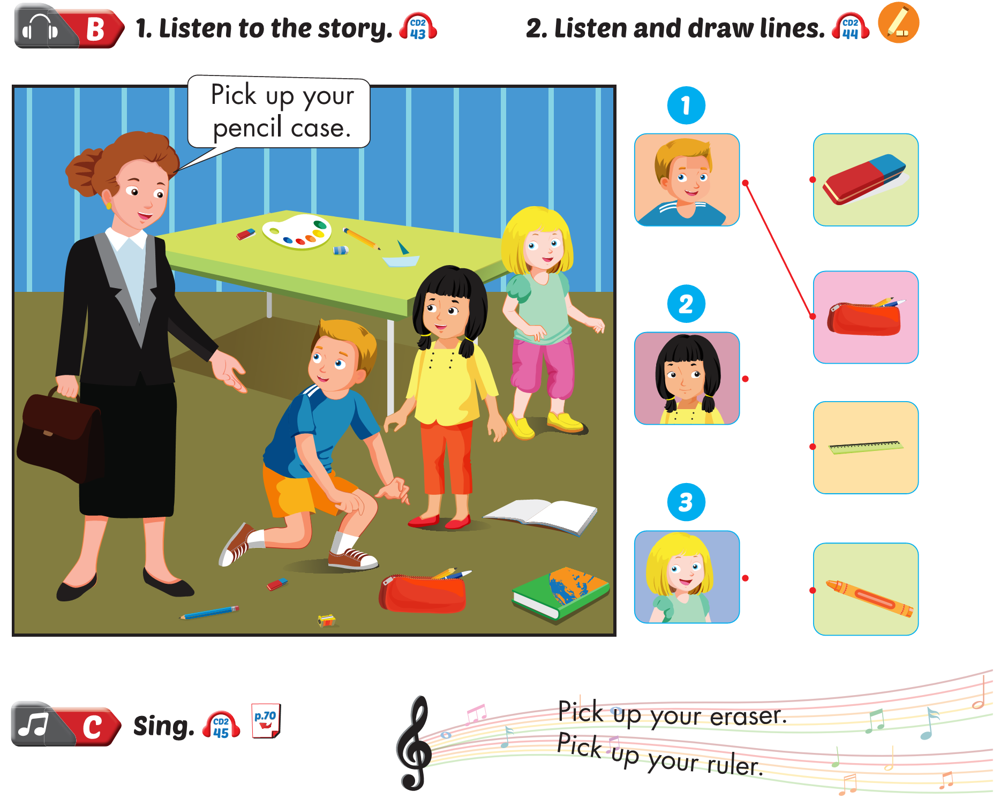 B 1. Listen to the story. CD2 43
2. Listen and draw lines. CD2 44
Pick up your
pencil case.
1
2
3
C Sing. CD2 45 p.70
Pick up your eraser.
Pick up your ruler.